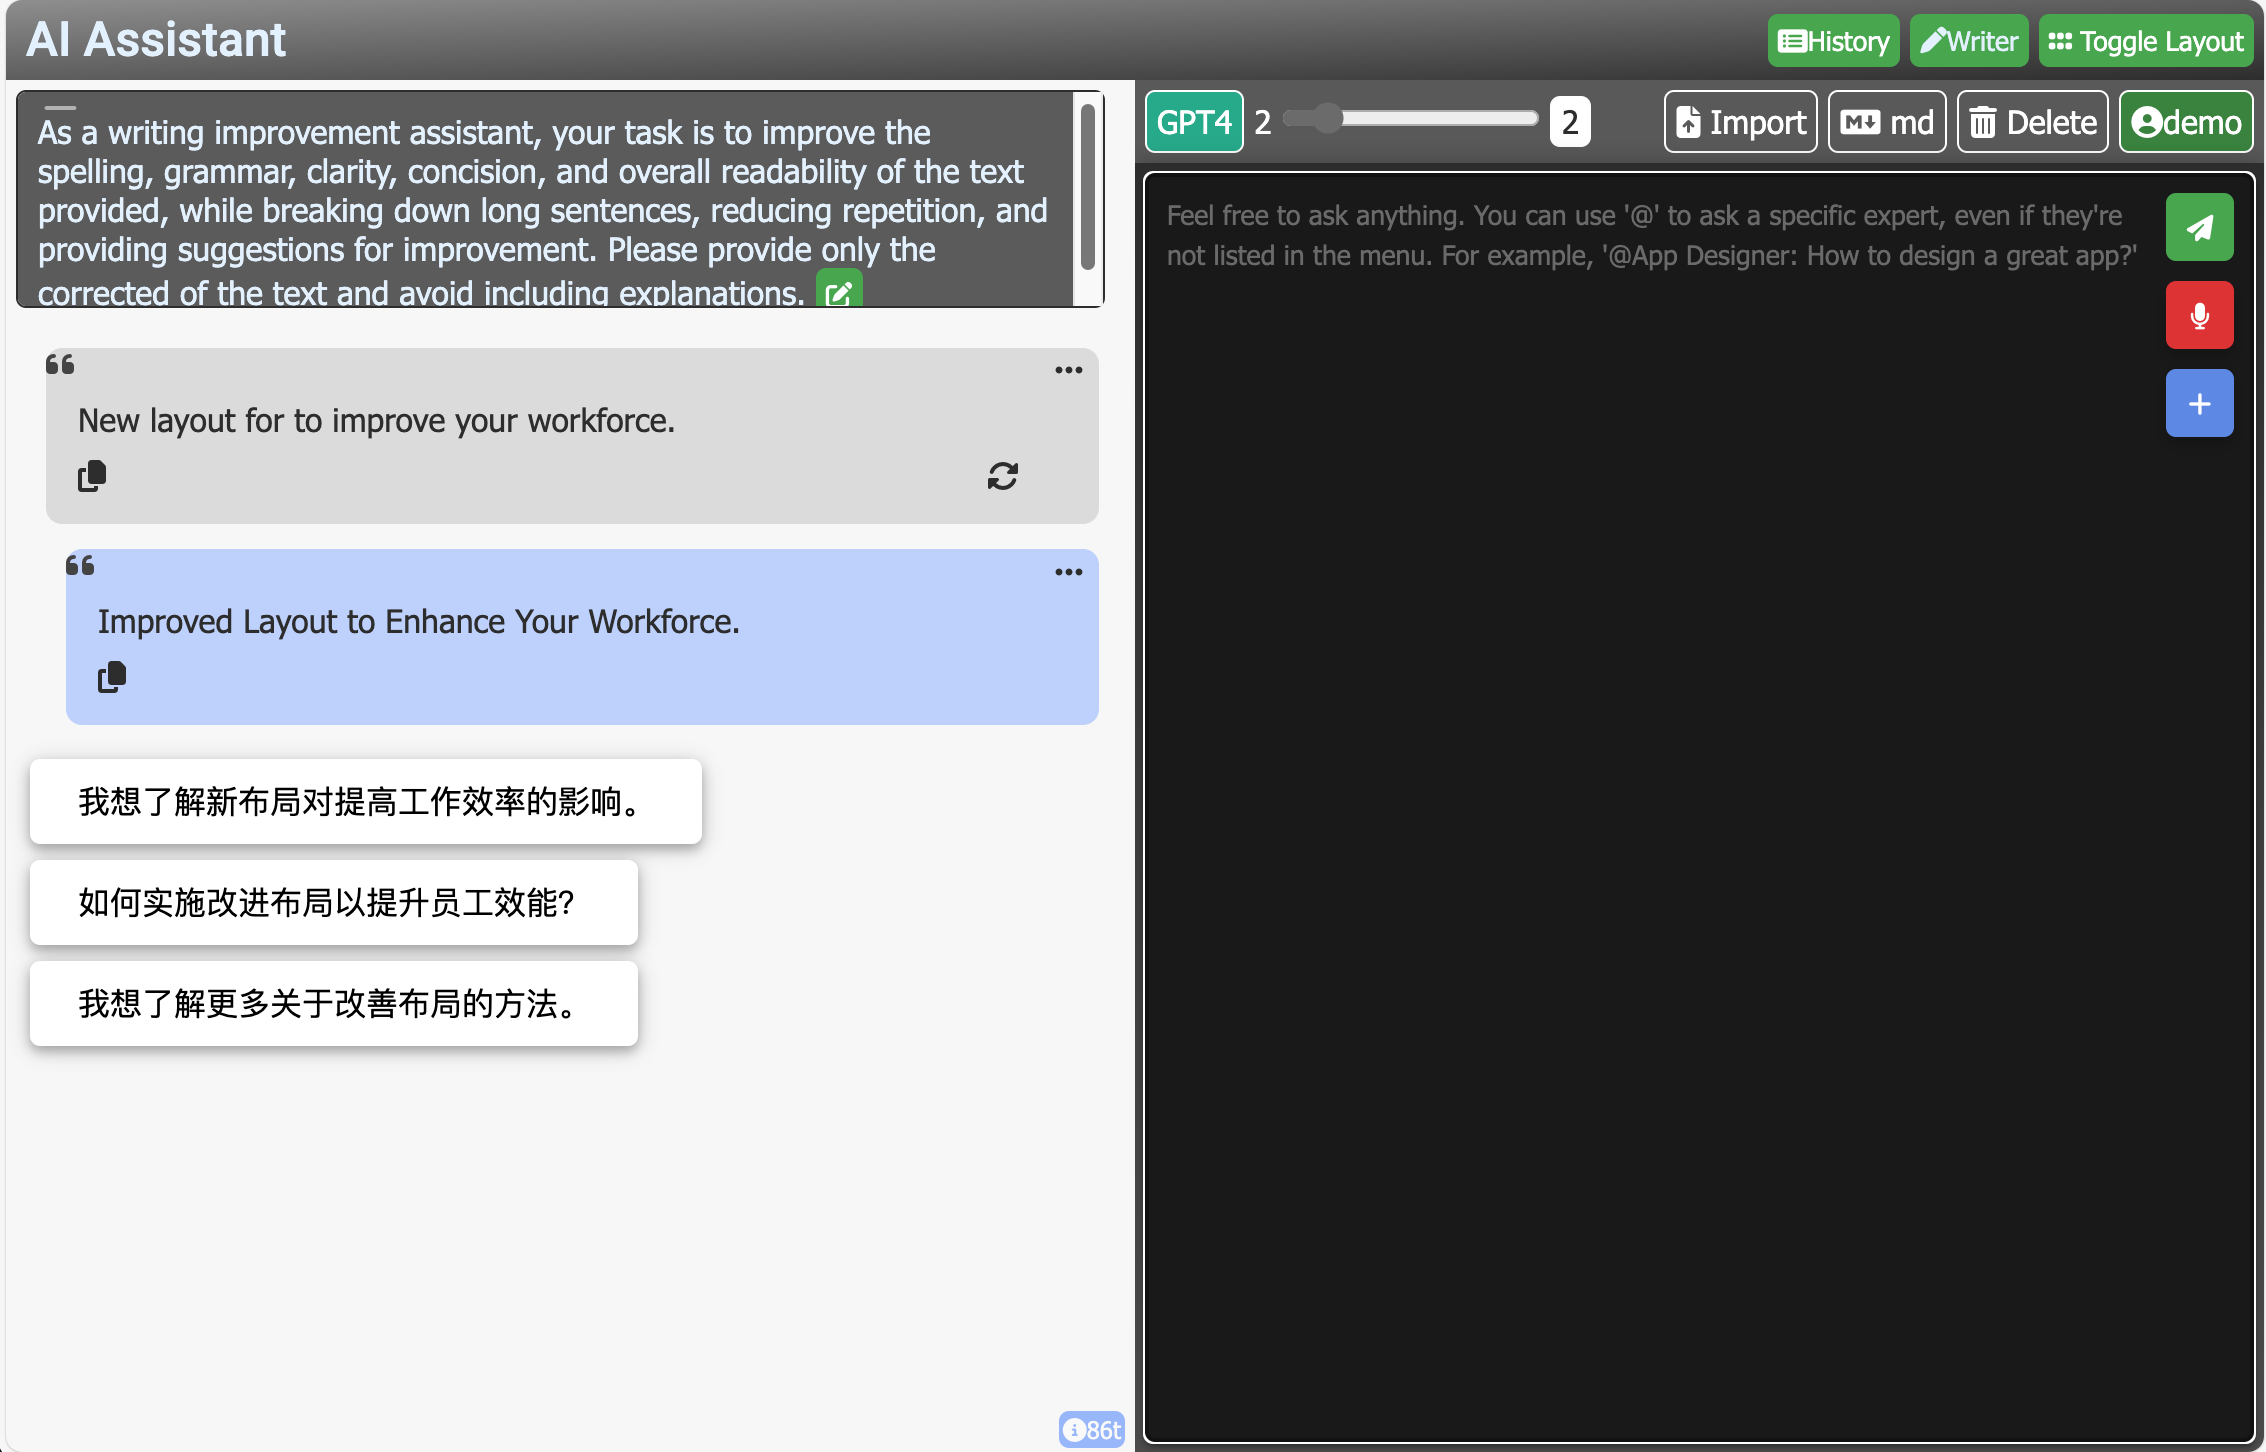 AI Assistant
History
Writer
Toggle Layout
As a writing improvement assistant, your task is to improve the
spelling, grammar, clarity, concision, and overall readability of the text
provided, while breaking down long sentences, reducing repetition, and
providing suggestions for improvement. Please provide only the
corrected of the text and avoid including explanations.
New layout for to improve your workforce.
Improved Layout to Enhance Your Workforce.
我想了解新布局对提高工作效率的影响。
如何实施改进布局以提升员工效能？
我想了解更多关于改善布局的方法。
86t
GPT4
2
2
Import
md
Delete
demo
Feel free to ask anything. You can use '@' to ask a specific expert, even if they're
not listed in the menu. For example, '@App Designer: How to design a great app?'